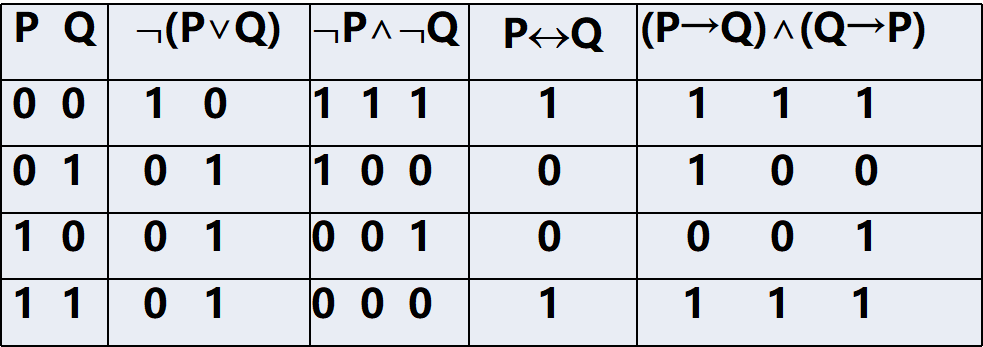 P Q ¬(P∨Q) ¬P∧¬Q P↔Q (P→Q)∧(Q→P)
0 0 1 0 1 1 1 1 1 1 1
0 1 0 1 1 0 0 0 1 0 0
1 0 0 1 0 0 1 0 0 0 1
1 1 0 1 0 0 0 1 1 1 1